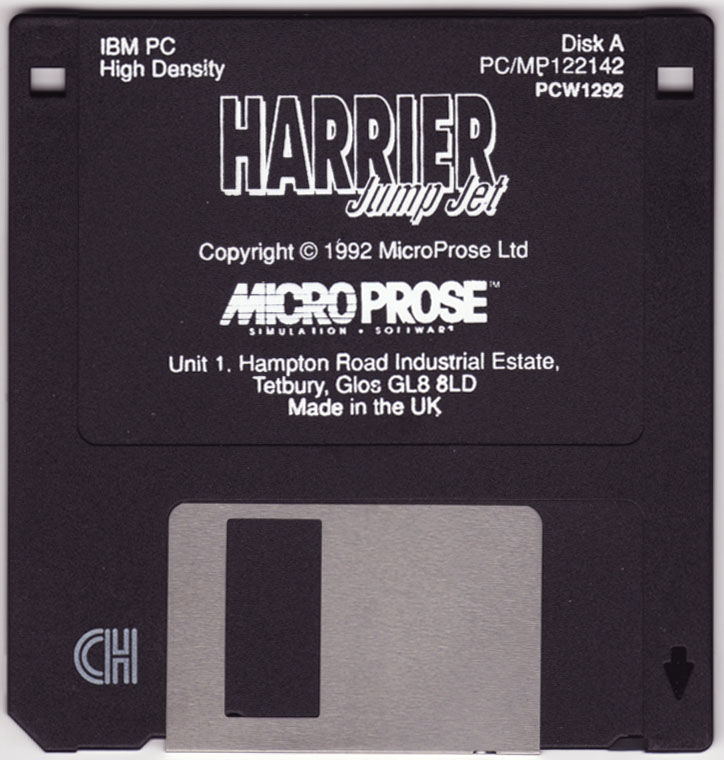 IBM PC
High Density
Disk A
PC/MP122142
PCW1292
HARRIER
Jump Jet
Copyright © 1992 MicroProse Ltd
MICROPROSE™
SIMULATION • SOFTWARE
Unit 1. Hampton Road Industrial Estate,
Tetbury, Glos GL8 8LD
Made in the UK
CH